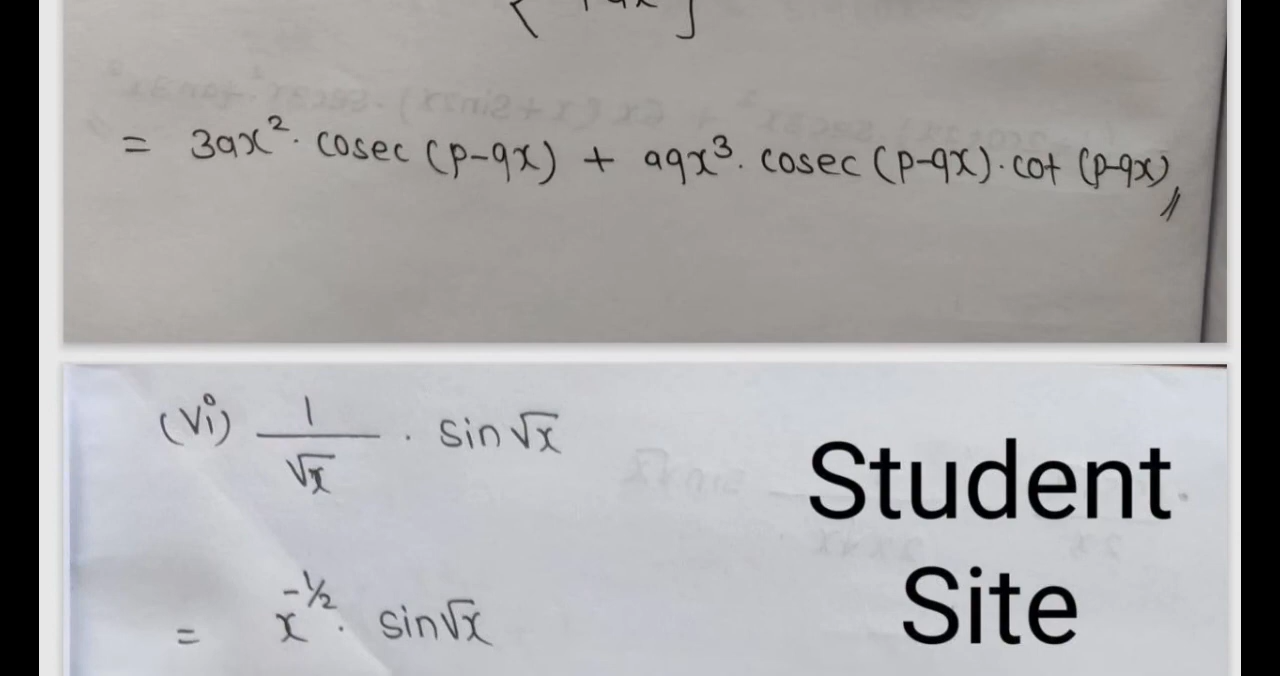 = 3ax². cosec (p-qx) + aqx³. cosec (p-qx). cot (p-qx)
(vi) 1/√x . sin √x
= x^-1/2 . sin√x
Student
Site